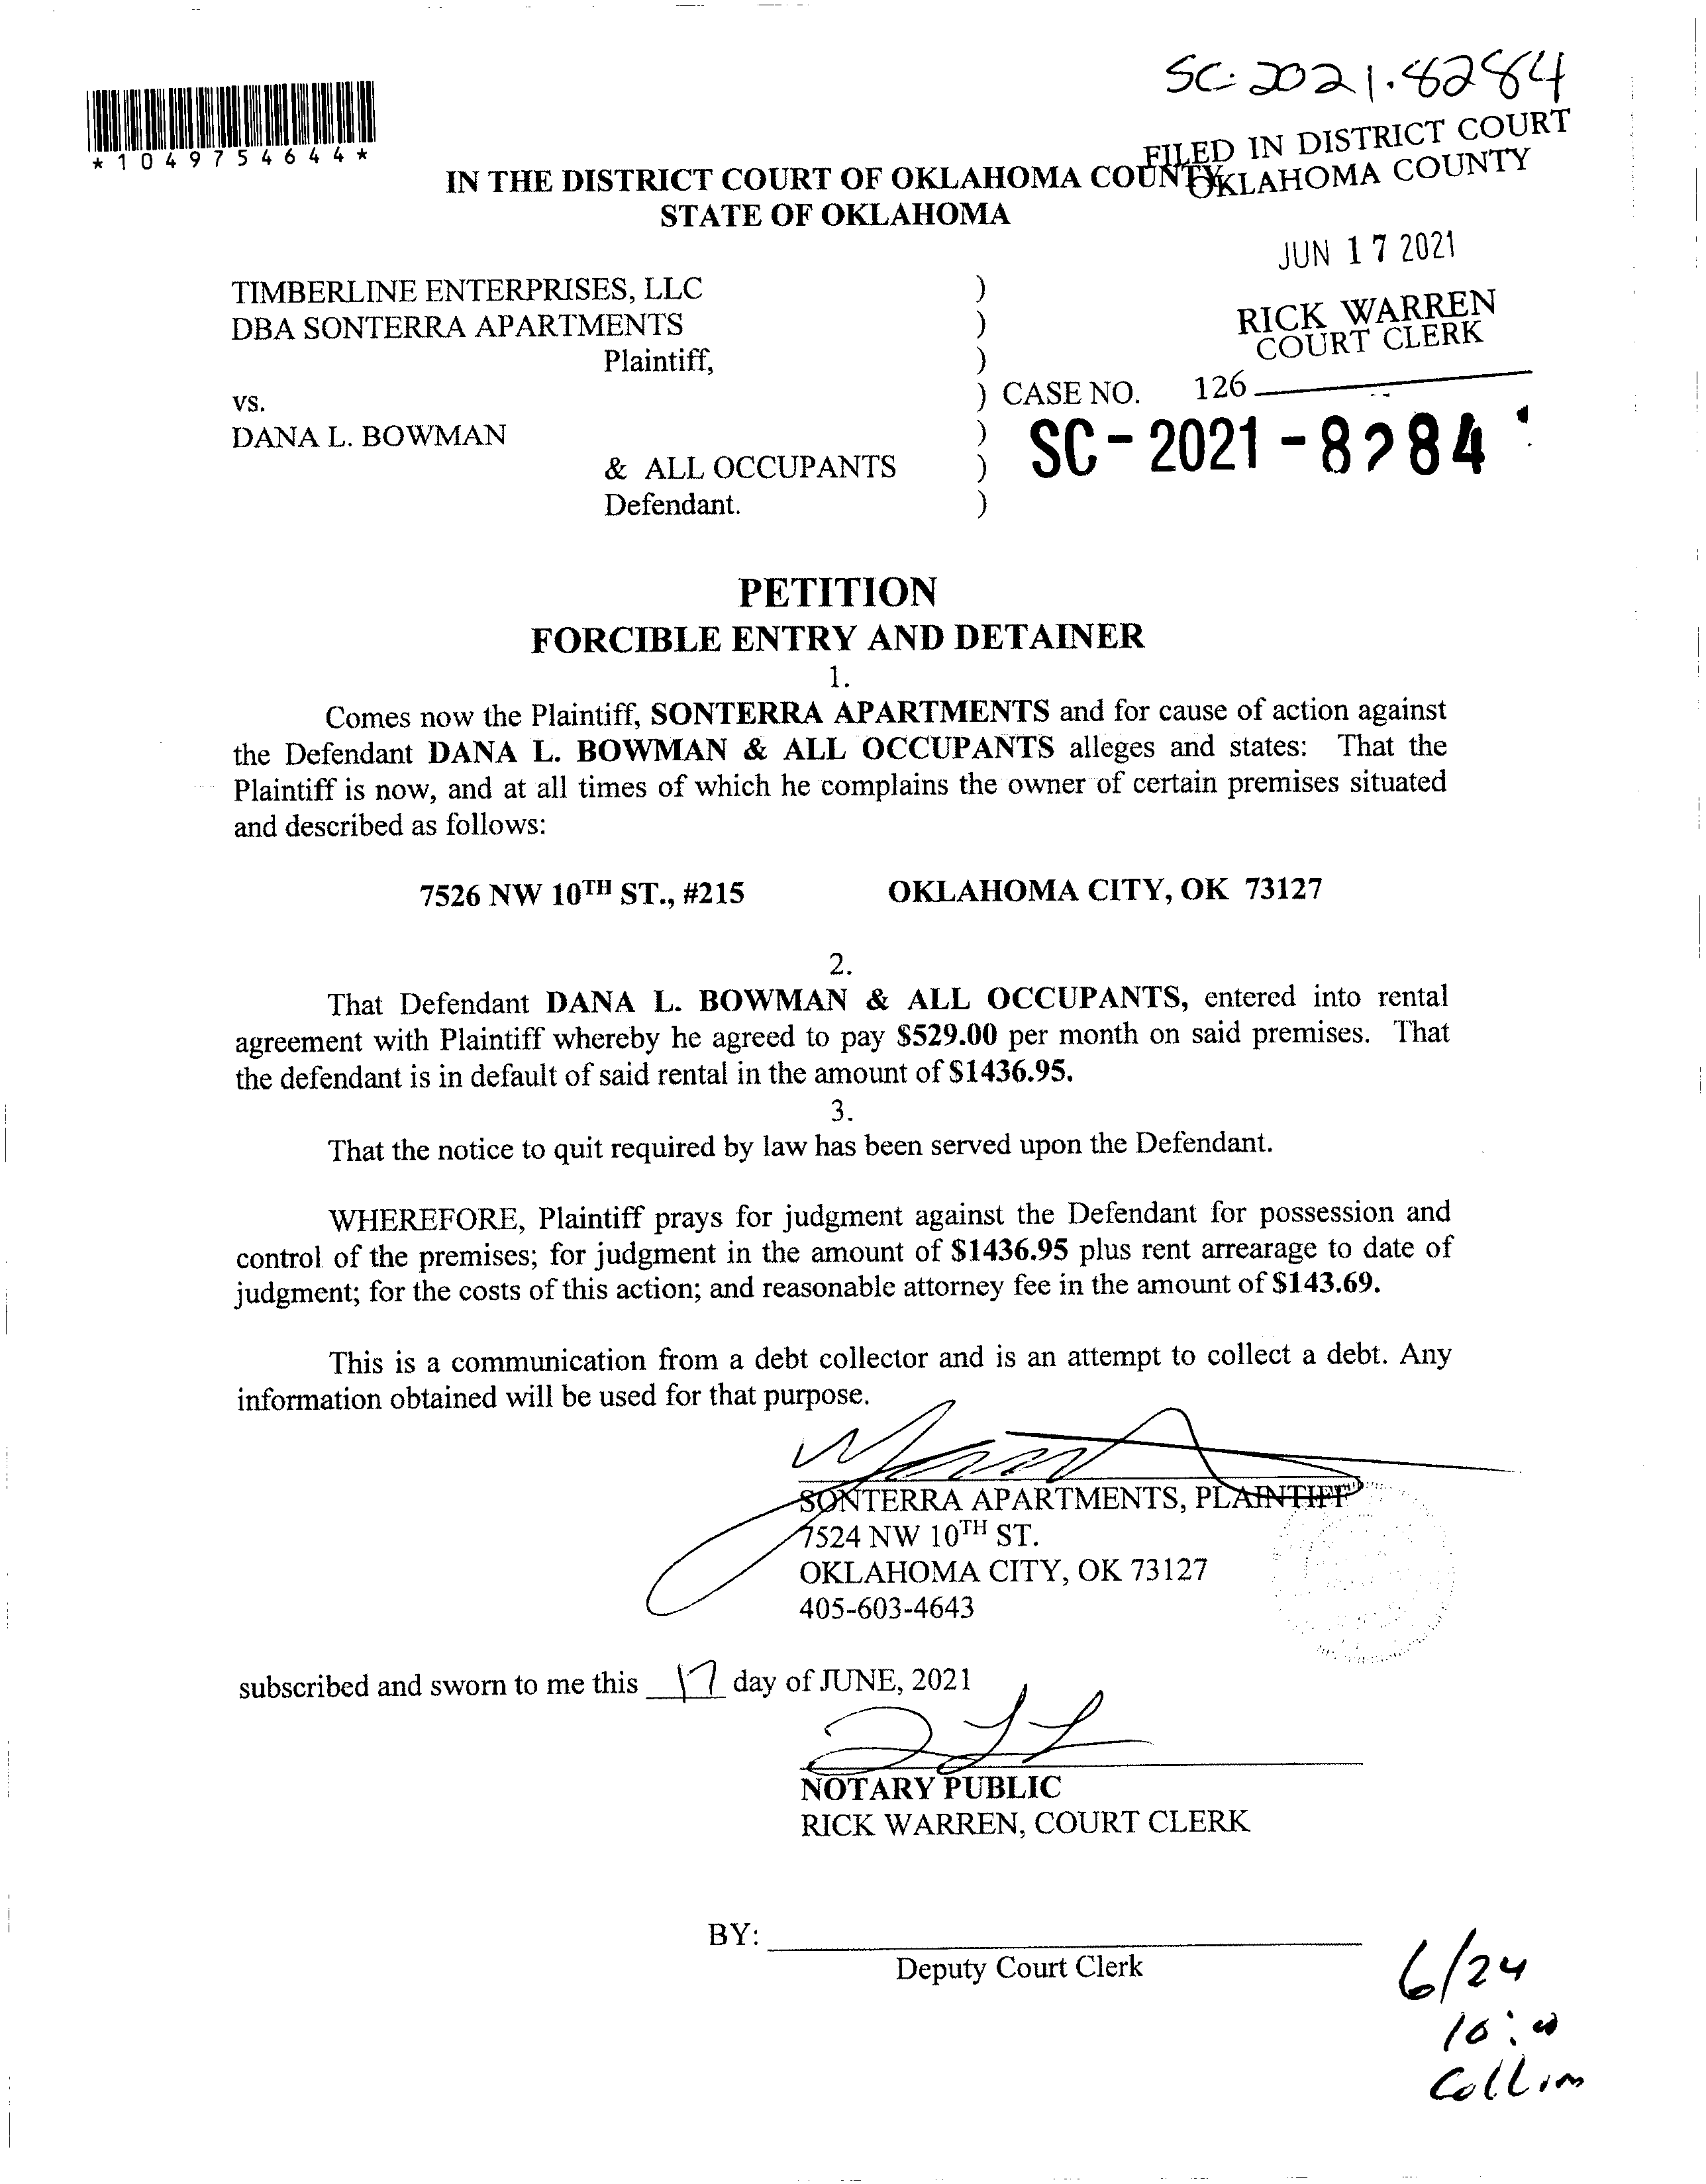 SC-2021-8284
*1049754644*
FILED IN DISTRICT COURT
OKLAHOMA COUNTY
IN THE DISTRICT COURT OF OKLAHOMA COUNTY
STATE OF OKLAHOMA
JUN 17 2021
TIMBERLINE ENTERPRISES, LLC )
DBA SONTERRA APARTMENTS )
Plaintiff, )
RICK WARREN
COURT CLERK
vs. ) CASE NO. 126
DANA L. BOWMAN ) SC-2021-8284
& ALL OCCUPANTS )
Defendant. )
PETITION
FORCIBLE ENTRY AND DETAINER
1.
Comes now the Plaintiff, SONTERRA APARTMENTS and for cause of action against
the Defendant DANA L. BOWMAN & ALL OCCUPANTS alleges and states: That the
Plaintiff is now, and at all times of which he complains the owner of certain premises situated
and described as follows:
7526 NW 10TH ST., #215 OKLAHOMA CITY, OK 73127
2.
That Defendant DANA L. BOWMAN & ALL OCCUPANTS, entered into rental
agreement with Plaintiff whereby he agreed to pay $529.00 per month on said premises. That
the defendant is in default of said rental in the amount of $1436.95.
3.
That the notice to quit required by law has been served upon the Defendant.
WHEREFORE, Plaintiff prays for judgment against the Defendant for possession and
control of the premises; for judgment in the amount of $1436.95 plus rent arrearage to date of
judgment; for the costs of this action; and reasonable attorney fee in the amount of $143.69.
This is a communication from a debt collector and is an attempt to collect a debt. Any
information obtained will be used for that purpose.
SONTERRA APARTMENTS, PLAINTIFF
7524 NW 10TH ST.
OKLAHOMA CITY, OK 73127
405-603-4643
subscribed and sworn to me this 17 day of JUNE, 2021
NOTARY PUBLIC
RICK WARREN, COURT CLERK
BY:
Deputy Court Clerk
6/24
10:00